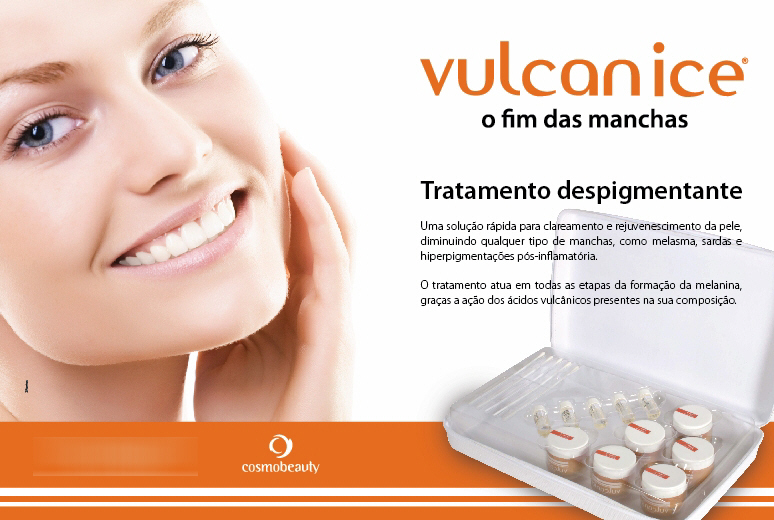 vulcanice®
o fim das manchas
Tratamento despigmentante
Uma solução rápida para clareamento e rejuvenescimento da pele,
diminuindo qualquer tipo de manchas, como melasma, sardas e
hiperpigmentações pós-inflamatória.
O tratamento atua em todas as etapas da formação da melanina,
graças a ação dos ácidos vulcânicos presentes na sua composição.
cosmobeauty